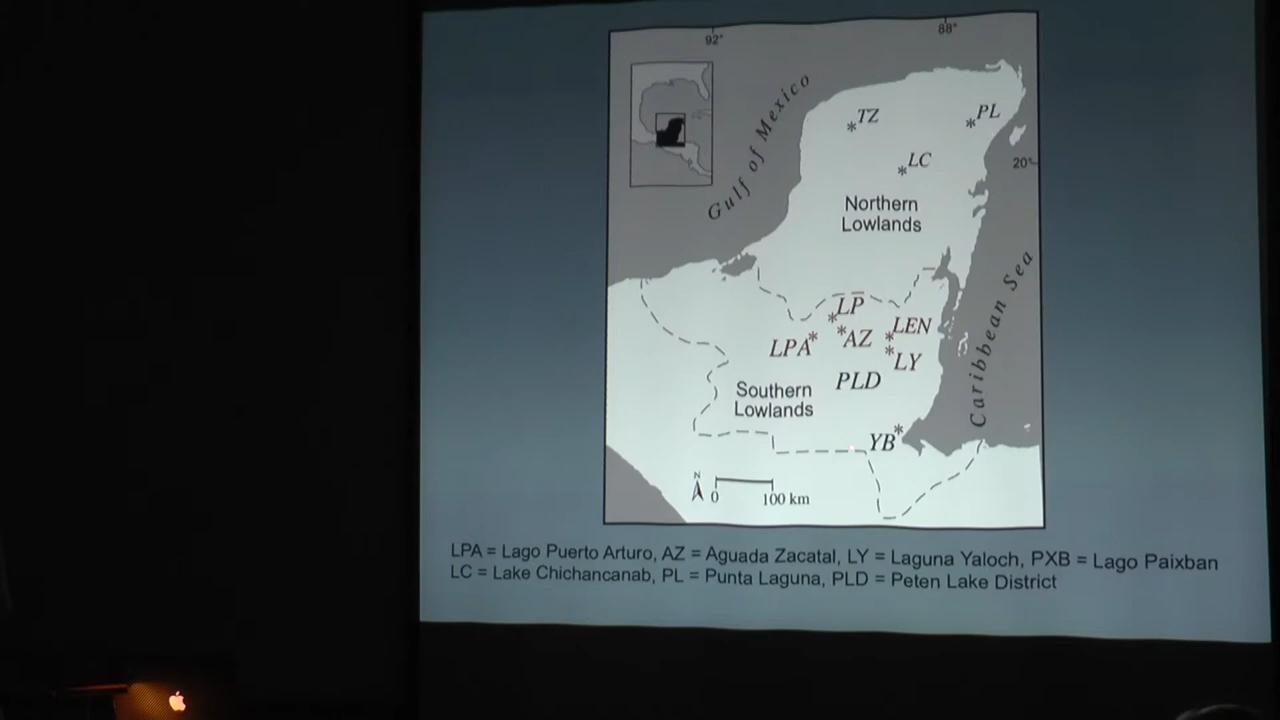 92°
88°
Gulf of Mexico
*TZ
*PL
20°
*LC
Northern
Lowlands
Caribbean Sea
*LP
*AZ
*LEN
LPA*
*LY
PLD
Southern
Lowlands
YB*
N
0
100 km
LPA = Lago Puerto Arturo, AZ = Aguada Zacatal, LY = Laguna Yaloch, PXB = Lago Paixban
LC = Lake Chichancanab, PL = Punta Laguna, PLD = Peten Lake District